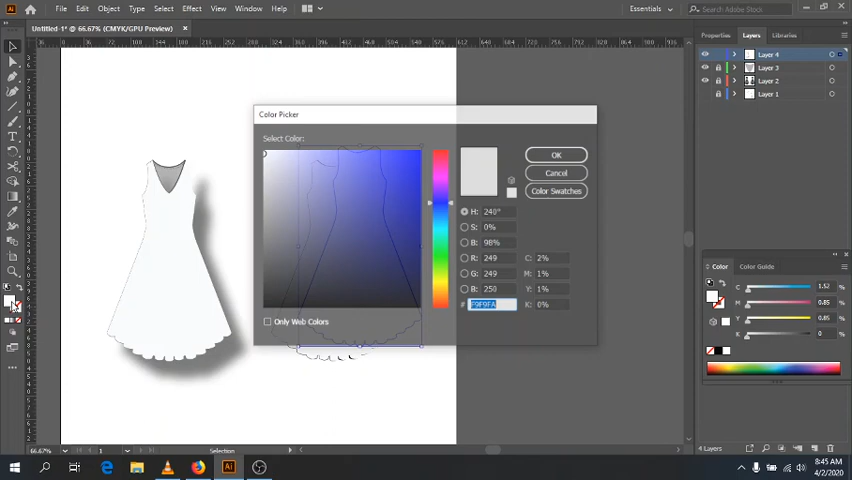 File Edit Object Type Select Effect View Window Help
Essentials
Search Adobe Stock
Untitled-1* @ 66.67% (CMYK/GPU Preview)
Properties Layers Libraries
Layer 4
Layer 3
Layer 2
Layer 1
Color Picker
Select Color:
OK
Cancel
Color Swatches
H: 240°
S: 0%
B: 98%
R: 249
G: 249
B: 250
C: 2%
M: 1%
Y: 1%
K: 0%
# F9F9FA
Only Web Colors
Color Color Guide
C 1.52 %
M 0.85 %
Y 0.85 %
K 0 %
66.67% 1 Selection
4 Layers
Ai
8:45 AM
4/2/2020